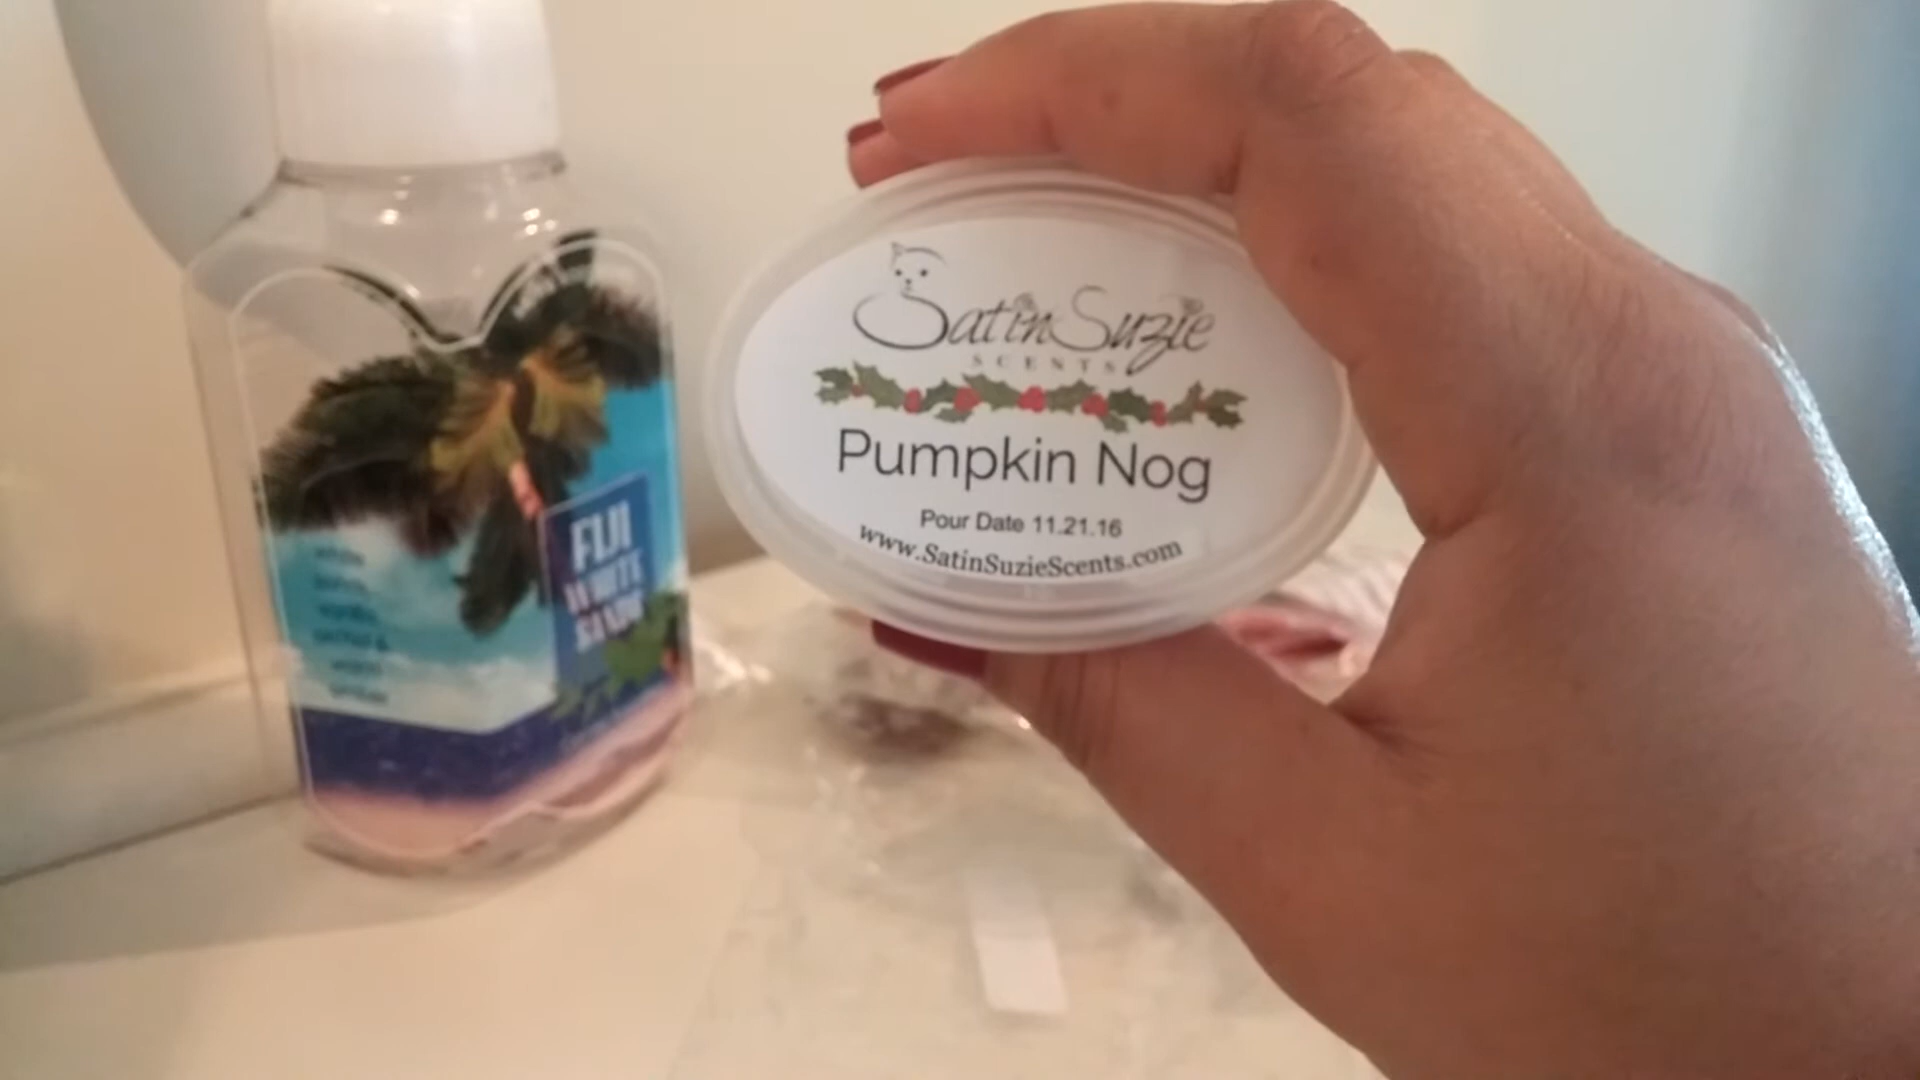 SatinSuzie
SCENTS
Pumpkin Nog
Pour Date 11.21.16
www.SatinSuzieScents.com
FIJI
WHITE
SAND